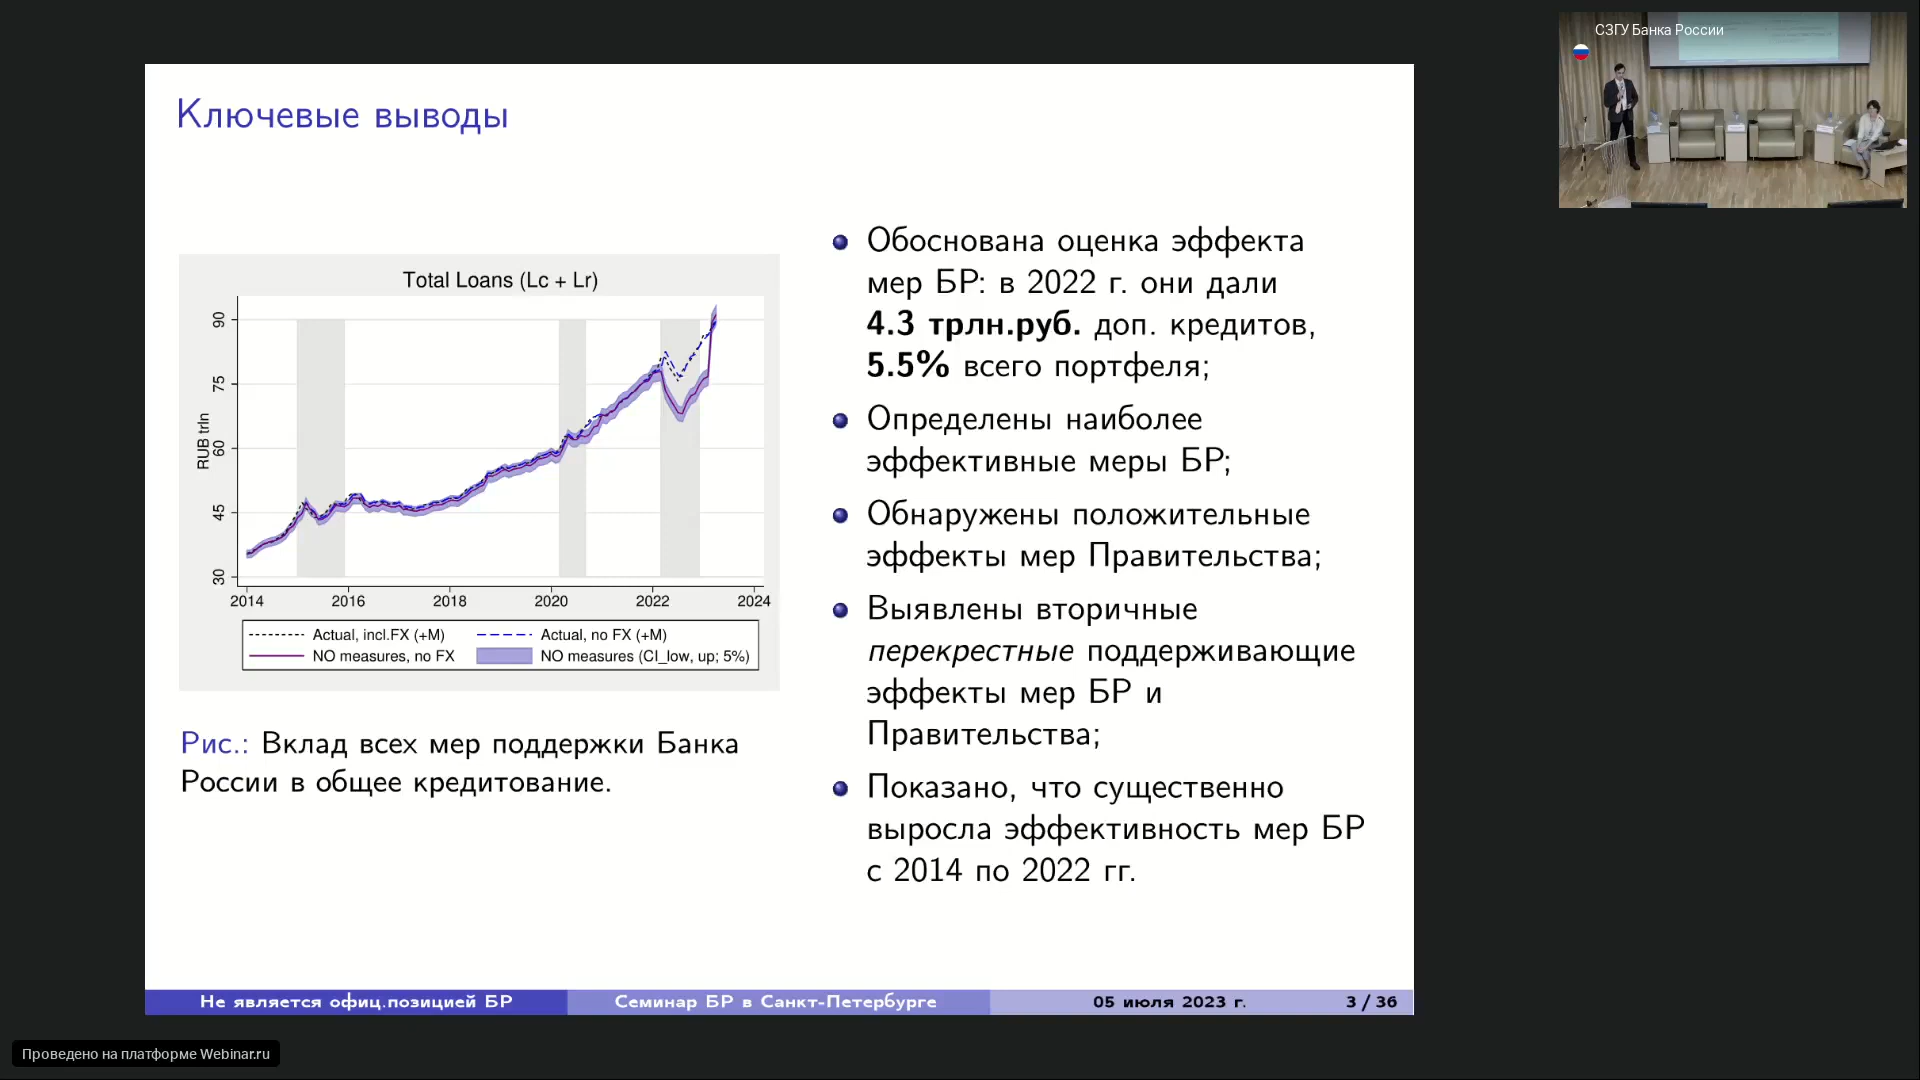 СЗГУ Банка России
Ключевые выводы
Total Loans (Lc + Lr)
RUB trln
90
75
60
45
30
2014 2016 2018 2020 2022 2024
Actual, incl.FX (+M) Actual, no FX (+M)
NO measures, no FX NO measures (CI_low, up; 5%)
Рис.: Вклад всех мер поддержки Банка
России в общее кредитование.
Обоснована оценка эффекта
мер БР: в 2022 г. они дали
4.3 трлн.руб. доп. кредитов,
5.5% всего портфеля;
Определены наиболее
эффективные меры БР;
Обнаружены положительные
эффекты мер Правительства;
Выявлены вторичные
перекрестные поддерживающие
эффекты мер БР и
Правительства;
Показано, что существенно
выросла эффективность мер БР
с 2014 по 2022 гг.
Не является офиц.позицией БР Семинар БР в Санкт-Петербурге 05 июля 2023 г. 3 / 36
Проведено на платформе Webinar.ru